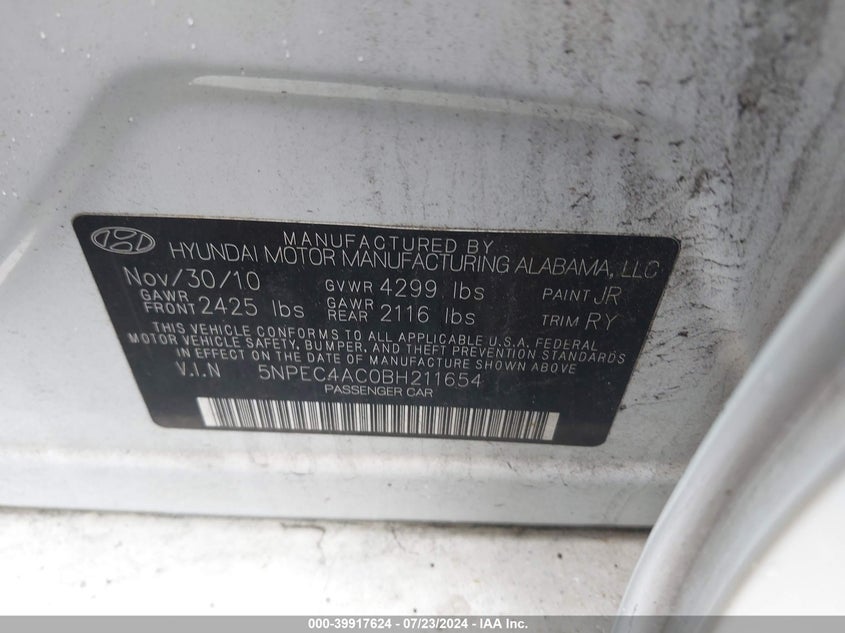 MANUFACTURED BY
HYUNDAI MOTOR MANUFACTURING ALABAMA, LLC
Nov/30/10 GVWR 4299 lbs PAINT JR
GAWR FRONT 2425 lbs GAWR REAR 2116 lbs TRIM RY
THIS VEHICLE CONFORMS TO ALL APPLICABLE U.S.A. FEDERAL
MOTOR VEHICLE SAFETY, BUMPER, AND THEFT PREVENTION STANDARDS
IN EFFECT ON THE DATE OF MANUFACTURE SHOWN ABOVE
V.I.N 5NPEC4AC0BH211654
PASSENGER CAR
000-39917624 - 07/23/2024 - IAA Inc.